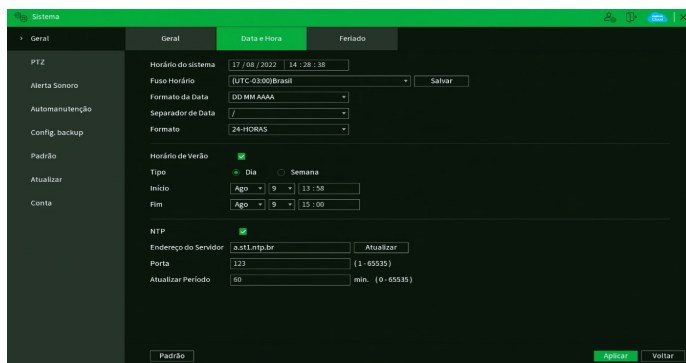 Sistema
Geral
PTZ
Alerta Sonoro
Automanutenção
Config. backup
Padrão
Atualizar
Conta
Geral Data e Hora Feriado
Horário do sistema 17 / 08 / 2022 14 : 28 : 38
Fuso Horário (UTC-03:00)Brasil Salvar
Formato da Data DD MM AAAA
Separador de Data /
Formato 24-HORAS
Horário de Verão
Tipo Dia Semana
Início Ago 9 13 : 58
Fim Ago 9 15 : 00
NTP
Endereço do Servidor a.st1.ntp.br Atualizar
Porta 123 (1 - 65535)
Atualizar Período 60 min. (0 - 65535)
Padrão Aplicar Voltar